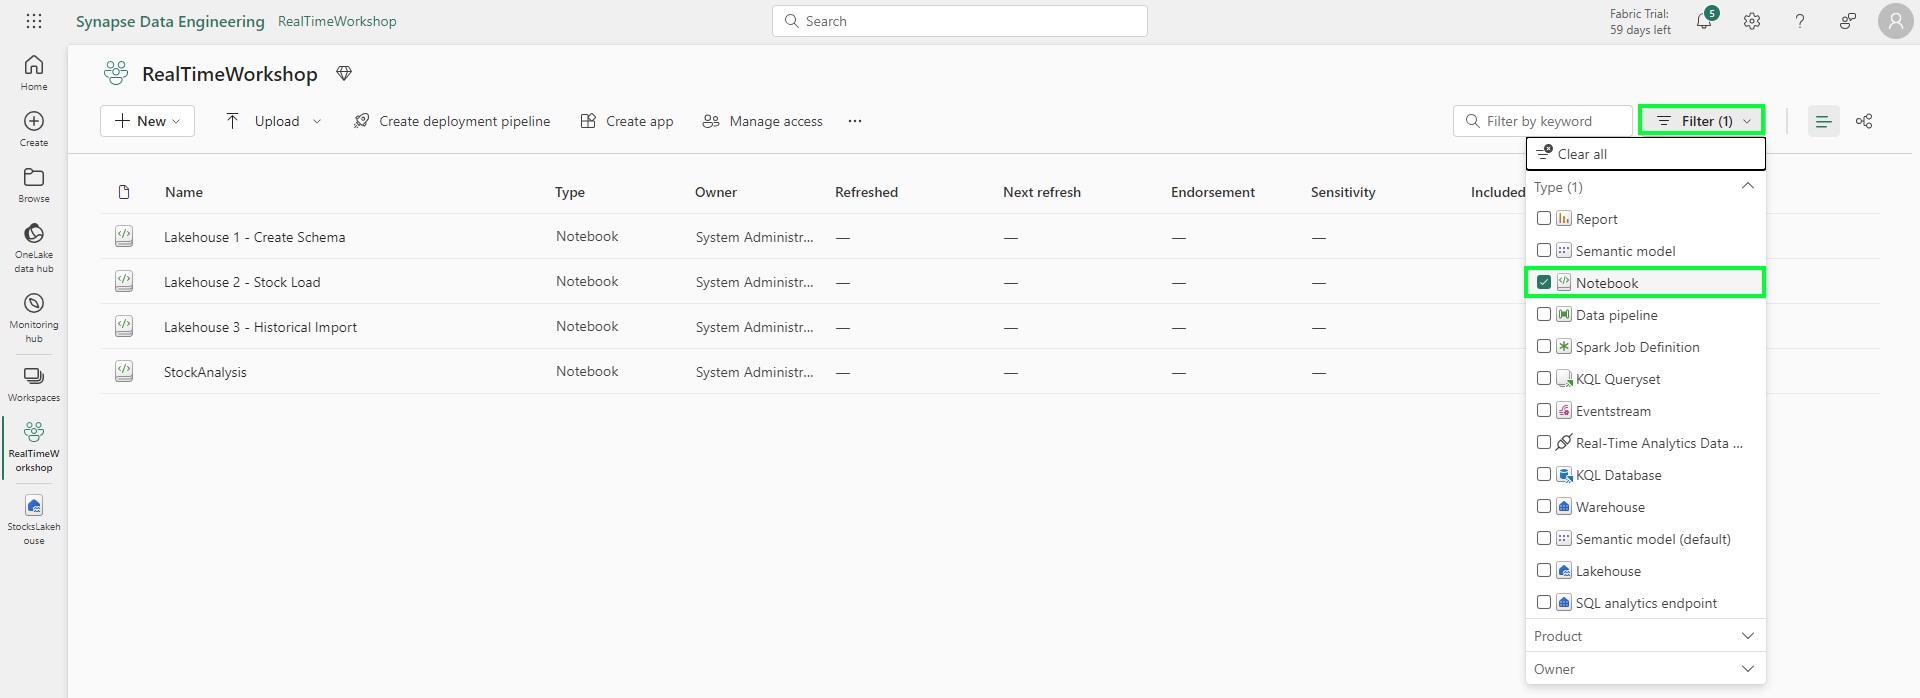 Synapse Data Engineering RealTimeWorkshop
Search
Fabric Trial:
59 days left
5
Home
Create
Browse
OneLake
data hub
Monitoring
hub
Workspaces
RealTimeW
orkshop
StocksLakeh
ouse
RealTimeWorkshop
New Upload Create deployment pipeline Create app Manage access ...
Filter by keyword Filter (1)
Name Type Owner Refreshed Next refresh Endorsement Sensitivity Included
Lakehouse 1 - Create Schema Notebook System Administr... — — — —
Lakehouse 2 - Stock Load Notebook System Administr... — — — —
Lakehouse 3 - Historical Import Notebook System Administr... — — — —
StockAnalysis Notebook System Administr... — — — —
Clear all
Type (1)
Report
Semantic model
Notebook
Data pipeline
Spark Job Definition
KQL Queryset
Eventstream
Real-Time Analytics Data ...
KQL Database
Warehouse
Semantic model (default)
Lakehouse
SQL analytics endpoint
Product
Owner